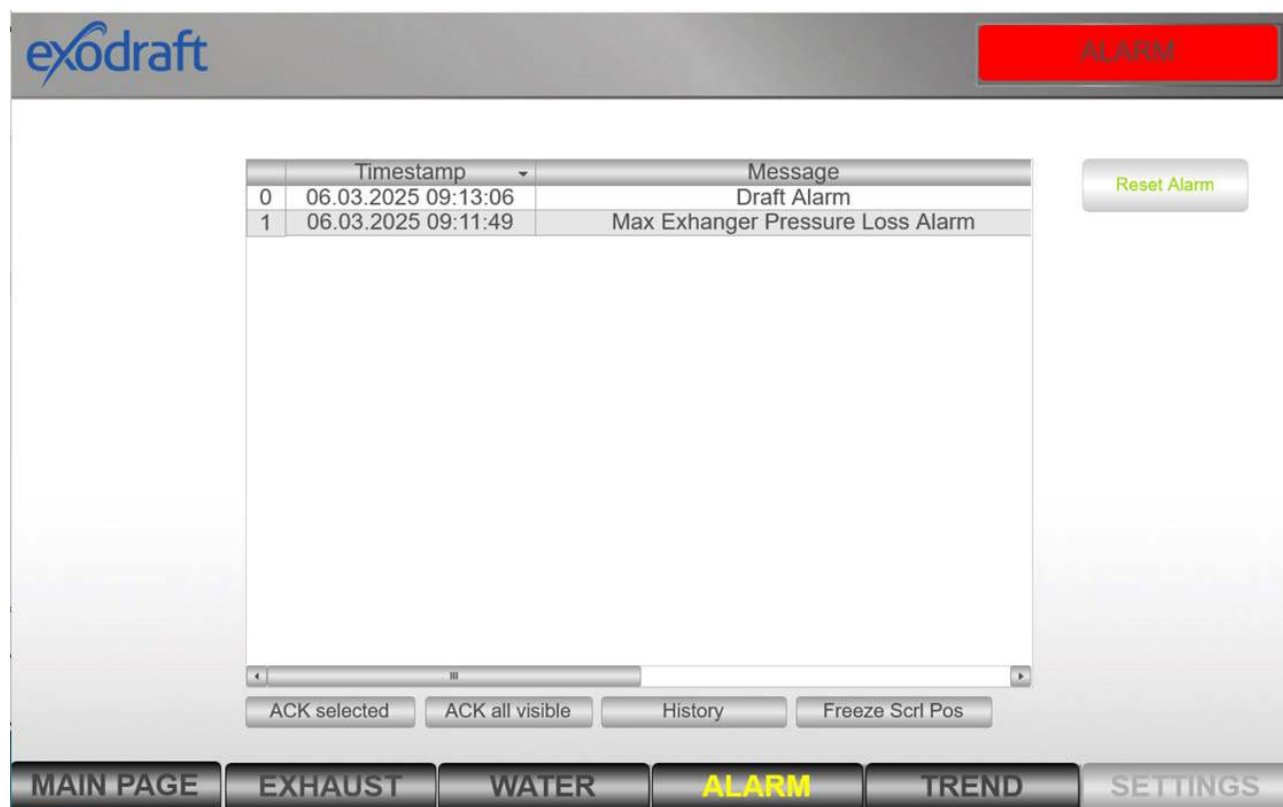 exodraft
ALARM
Timestamp Message
0 06.03.2025 09:13:06 Draft Alarm
1 06.03.2025 09:11:49 Max Exhanger Pressure Loss Alarm
Reset Alarm
ACK selected ACK all visible History Freeze Scrl Pos
MAIN PAGE EXHAUST WATER ALARM TREND SETTINGS